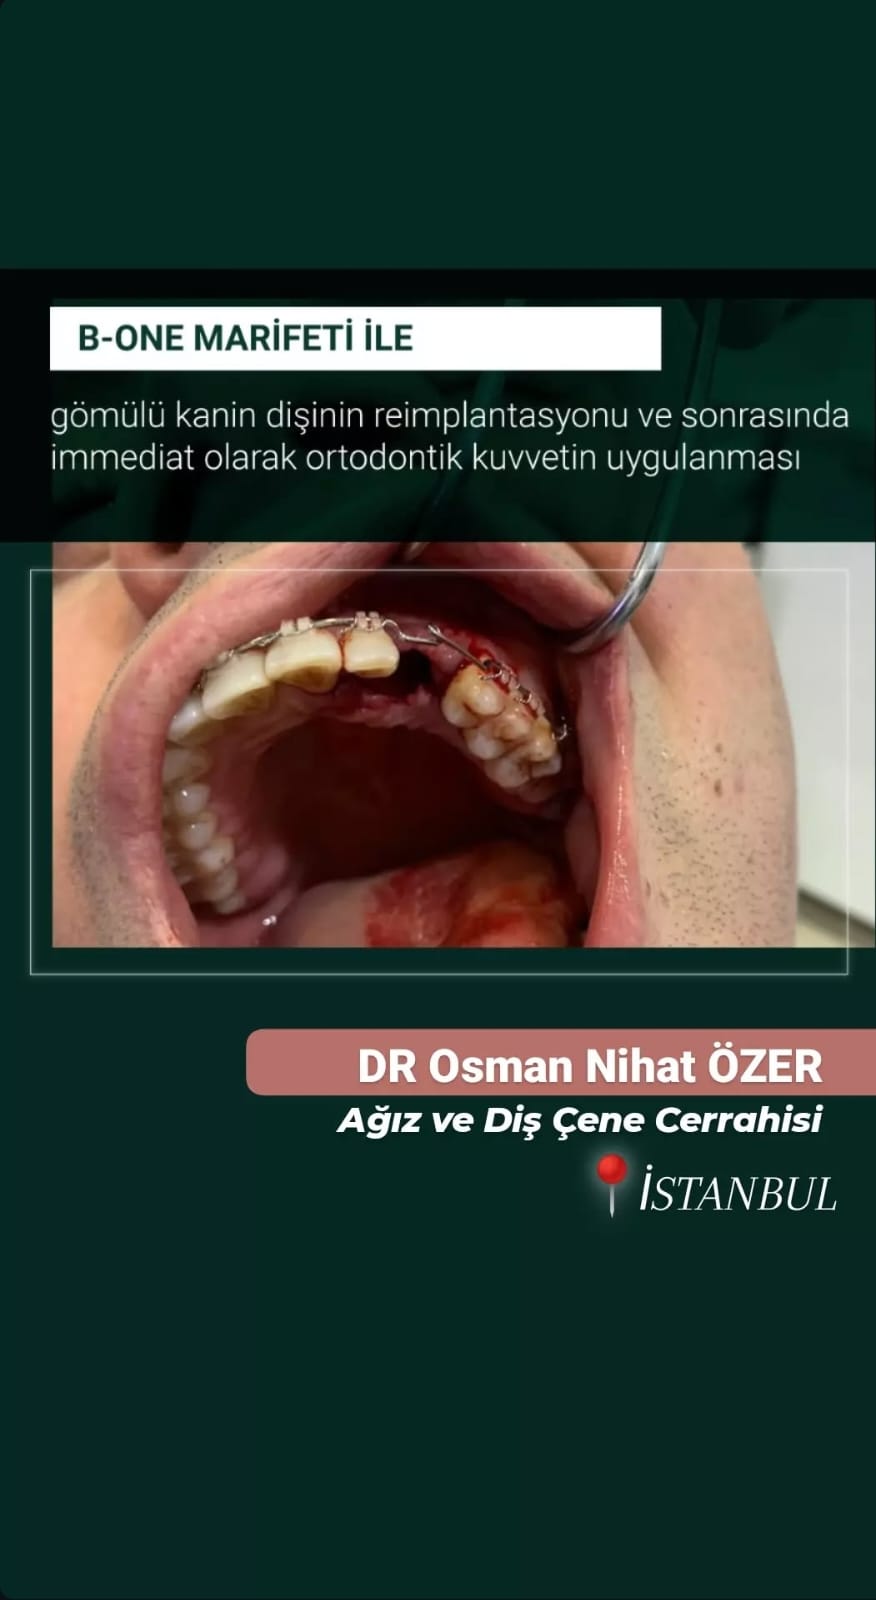 B-ONE MARİFETİ İLE
gömülü kanin dişinin reimplantasyonu ve sonrasında
immediat olarak ortodontik kuvvetin uygulanması
DR Osman Nihat ÖZER
Ağız ve Diş Çene Cerrahisi
İSTANBUL